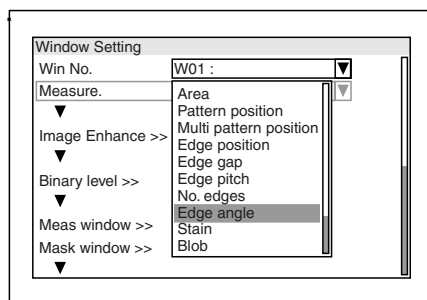 Window Setting
Win No. W01 :
Measure.
Area
Pattern position
Multi pattern position
Image Enhance >>
Edge position
Edge gap
Binary level >>
Edge pitch
No. edges
Edge angle
Meas window >>
Stain
Mask window >>
Blob